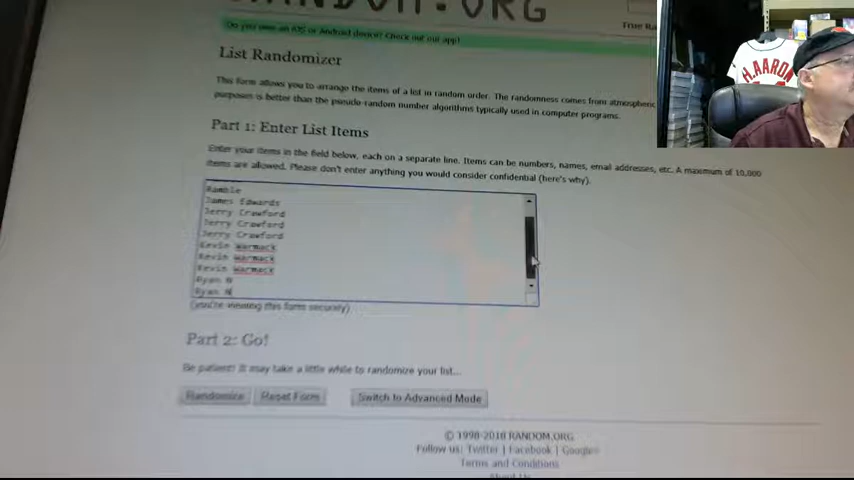 RANDOM.ORG
True Ra
Do you own an iOS or Android device? Check out our app!
List Randomizer
This form allows you to arrange the items of a list in random order. The randomness comes from atmospheric
purposes is better than the pseudo-random number algorithms typically used in computer programs.
H.AARON
Part 1: Enter List Items
Enter your items in the field below, each on a separate line. Items can be numbers, names, email addresses, etc. A maximum of 10,000
items are allowed. Please don't enter anything you would consider confidential (here's why).
Ramble
James Edwards
Jerry Crawford
Jerry Crawford
Jerry Crawford
Kevin Warmack
Kevin Warmack
Kevin Warmack
Ryan N
Ryan N
(you're viewing this form securely)
Part 2: Go!
Be patient! It may take a little while to randomize your list...
Randomize Reset Form Switch to Advanced Mode
© 1998-2018 RANDOM.ORG
Follow us: Twitter | Facebook | Google+
Terms and Conditions
About Us